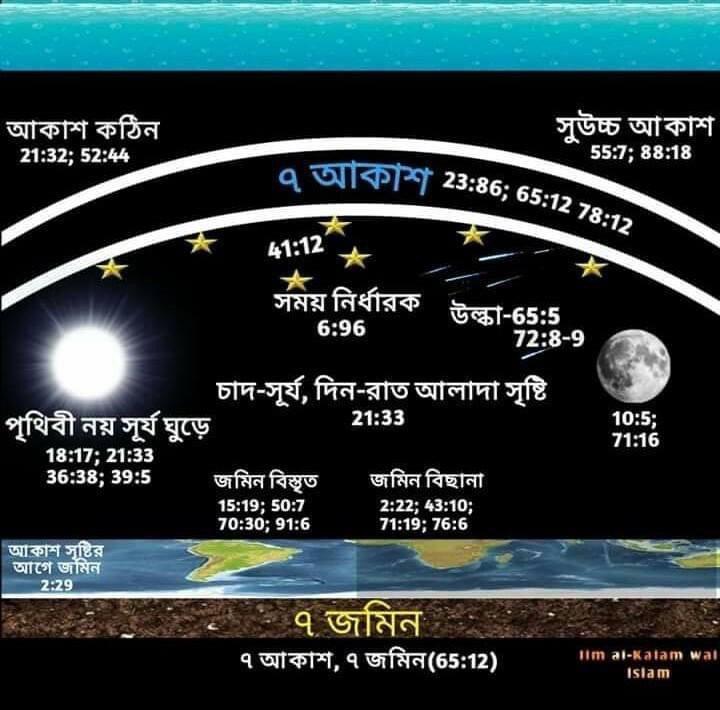 আকাশ কঠিন
21:32; 52:44
সুউচ্চ আকাশ
55:7; 88:18
৭ আকাশ 23:86; 65:12 78:12
41:12
সময় নির্ধারক
6:96
উল্কা-65:5
72:8-9
চাদ-সূর্য, দিন-রাত আলাদা সৃষ্টি
21:33
পৃথিবী নয় সূর্য ঘুড়ে
18:17; 21:33
36:38; 39:5
10:5;
71:16
জমিন বিস্তৃত
15:19; 50:7
70:30; 91:6
জমিন বিছানা
2:22; 43:10;
71:19; 76:6
আকাশ সৃষ্টির
আগে জমিন
2:29
৭ জমিন
৭ আকাশ, ৭ জমিন(65:12)
Ilm al-Kalam wal
Islam